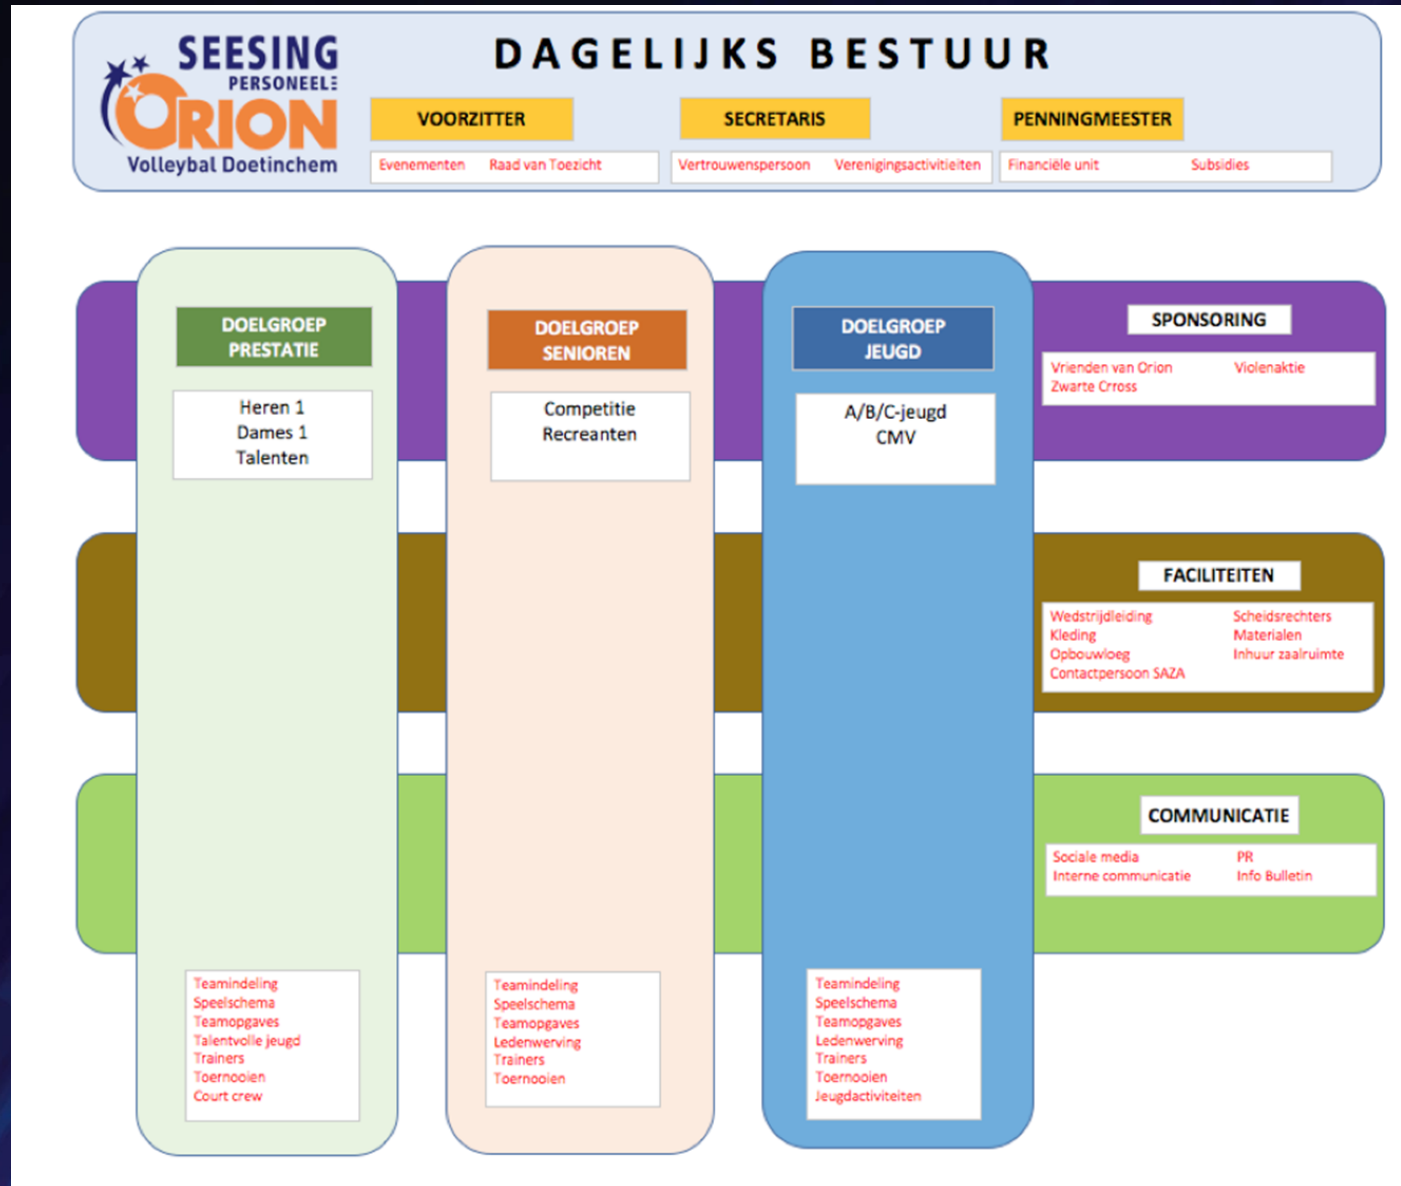 SEESING
PERSONEEL
ORION
Volleybal Doetinchem
DAGELIJKS BESTUUR
VOORZITTER
SECRETARIS
PENNINGMEESTER
Evenementen Raad van Toezicht
Vertrouwenspersoon Verenigingsactivitieiten
Financiële unit Subsidies
DOELGROEP
PRESTATIE
Heren 1
Dames 1
Talenten
DOELGROEP
SENIOREN
Competitie
Recreanten
DOELGROEP
JEUGD
A/B/C-jeugd
CMV
SPONSORING
Vrienden van Orion Violenaktie
Zwarte Crross
FACILITEITEN
Wedstrijdleiding Scheidsrechters
Kleding Materialen
Opbouwloeg Inhuur zaalruimte
Contactpersoon SAZA
COMMUNICATIE
Sociale media PR
Interne communicatie Info Bulletin
Teamindeling
Speelschema
Teamopgaves
Talentvolle jeugd
Trainers
Toernooien
Court crew
Teamindeling
Speelschema
Teamopgaves
Ledenwerving
Trainers
Toernooien
Teamindeling
Speelschema
Teamopgaves
Ledenwerving
Trainers
Toernooien
Jeugdactiviteiten